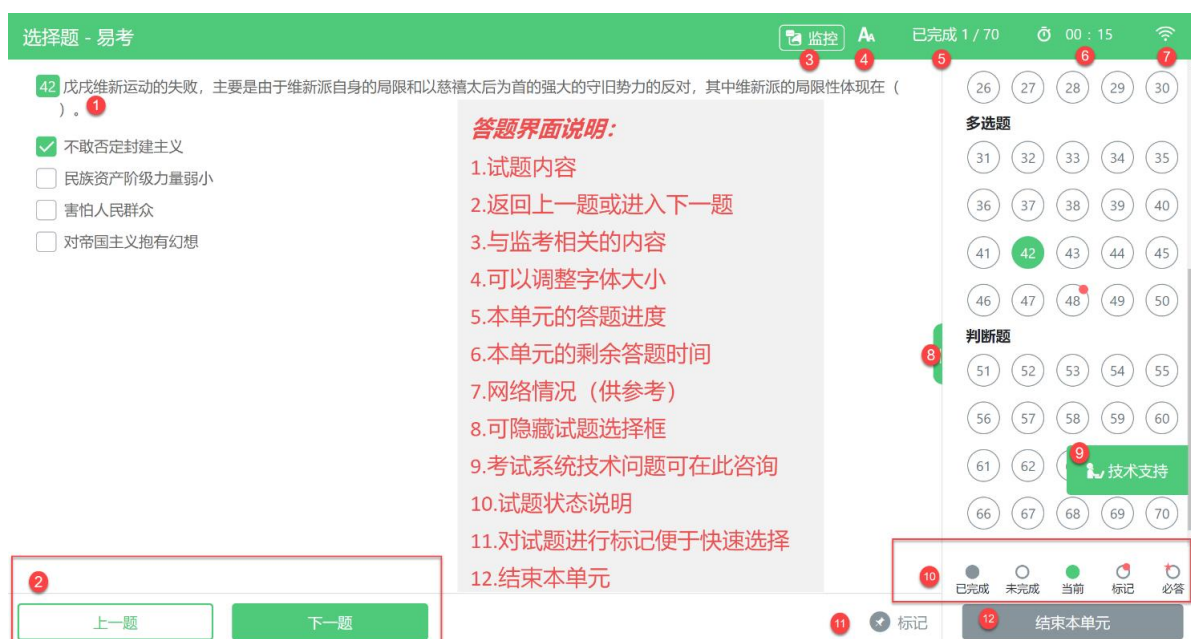 选择题 - 易考
监控
AA
已完成 1 / 70
00 : 15
3
4
5
6
7
42 戊戌维新运动的失败，主要是由于维新派自身的局限和以慈禧太后为首的强大的守旧势力的反对，其中维新派的局限性体现在（
）。 1
不敢否定封建主义
民族资产阶级力量弱小
害怕人民群众
对帝国主义抱有幻想
答题界面说明：
1.试题内容
2.返回上一题或进入下一题
3.与监考相关的内容
4.可以调整字体大小
5.本单元的答题进度
6.本单元的剩余答题时间
7.网络情况（供参考）
8.可隐藏试题选择框
9.考试系统技术问题可在此咨询
10.试题状态说明
11.对试题进行标记便于快速选择
12.结束本单元
26 27 28 29 30
多选题
31 32 33 34 35
36 37 38 39 40
41 42 43 44 45
46 47 48 49 50
判断题
8
51 52 53 54 55
56 57 58 59 60
61 62
9
技术支持
66 67 68 69 70
10
已完成 未完成 当前 标记 必答
2
上一题 下一题
11 标记
12 结束本单元